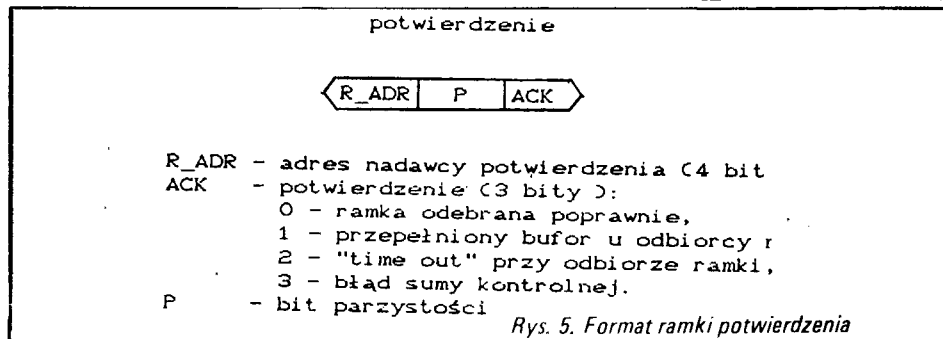 potwierdzenie
R_ADR P ACK
R_ADR - adres nadawcy potwierdzenia (4 bit
ACK - potwierdzenie (3 bity ):
0 - ramka odebrana poprawnie,
1 - przepełniony bufor u odbiorcy r
2 - "time out" przy odbiorze ramki,
3 - błąd sumy kontrolnej.
P - bit parzystości
Rys. 5. Format ramki potwierdzenia